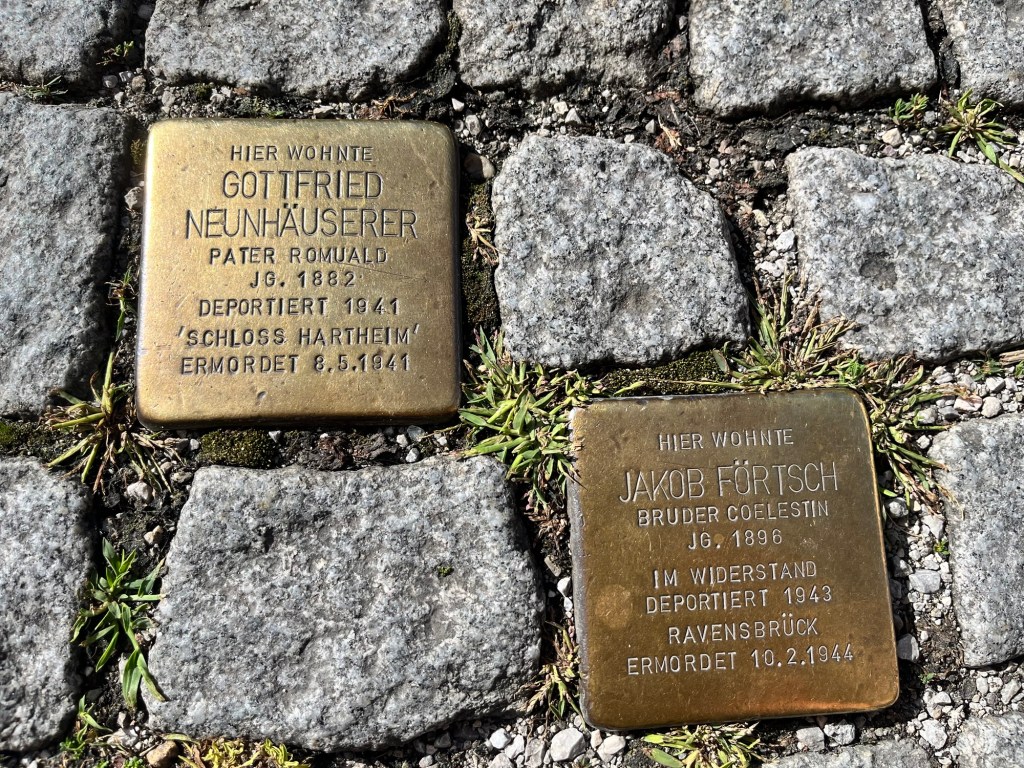 HIER WOHNTE
GOTTFRIED
NEUNHÄUSERER
PATER ROMUALD
JG. 1882
DEPORTIERT 1941
'SCHLOSS HARTHEIM'
ERMORDET 8.5.1941
HIER WOHNTE
JAKOB FÖRTSCH
BRUDER COELESTIN
JG. 1896
IM WIDERSTAND
DEPORTIERT 1943
RAVENSBRÜCK
ERMORDET 10.2.1944